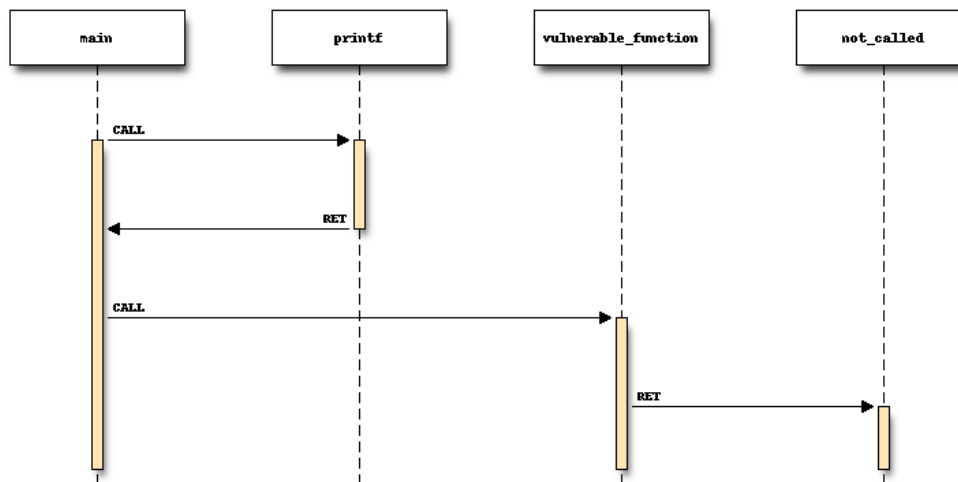 main
printf
vulnerable_function
not_called
CALL
RET
CALL
RET